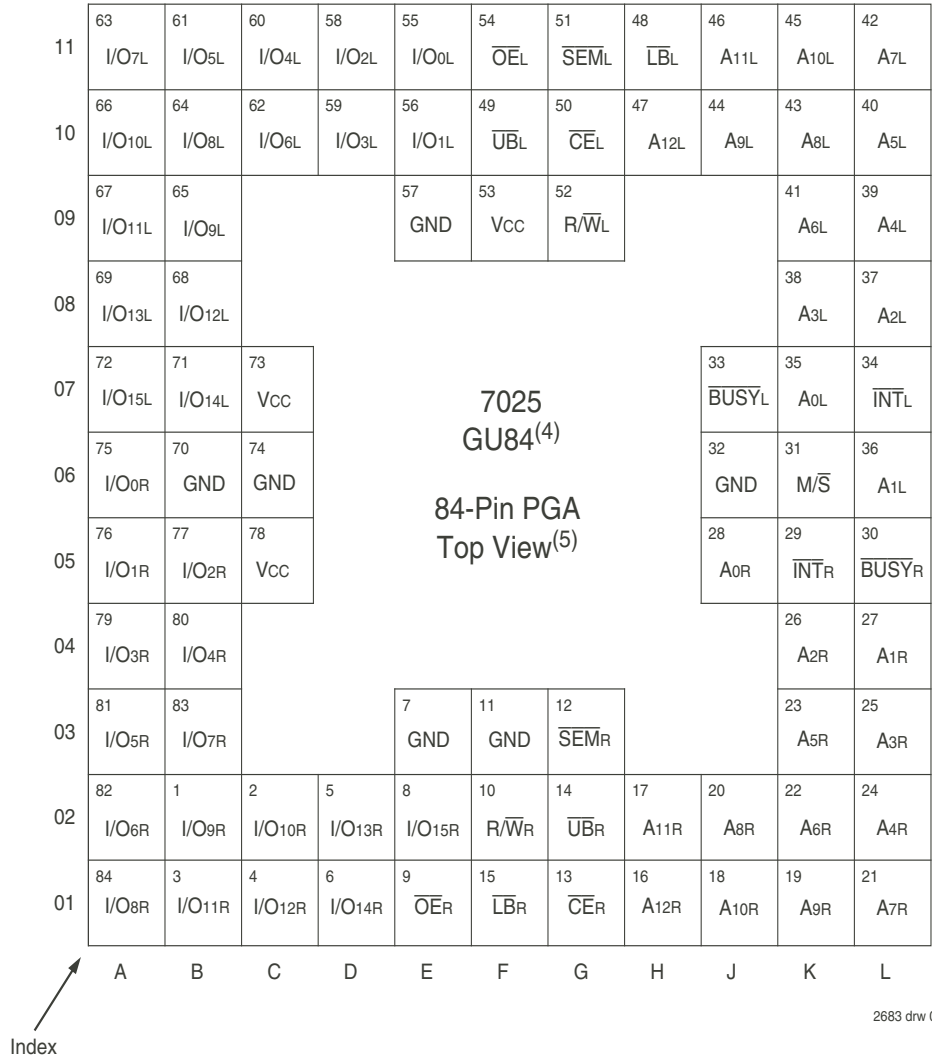 11 63 I/O7L 61 I/O5L 60 I/O4L 58 I/O2L 55 I/O0L 54 OEL 51 SEML 48 LBL 46 A11L 45 A10L 42 A7L
10 66 I/O10L 64 I/O8L 62 I/O6L 59 I/O3L 56 I/O1L 49 UBL 50 CEL 47 A12L 44 A9L 43 A8L 40 A5L
09 67 I/O11L 65 I/O9L 57 GND 53 VCC 52 R/WL 41 A6L 39 A4L
08 69 I/O13L 68 I/O12L 38 A3L 37 A2L
07 72 I/O15L 71 I/O14L 73 VCC 33 BUSYL 35 A0L 34 INTL
7025
GU84(4)
06 75 I/O0R 70 GND 74 GND 32 GND 31 M/S 36 A1L
84-Pin PGA
Top View(5)
05 76 I/O1R 77 I/O2R 78 VCC 28 A0R 29 INTR 30 BUSYR
04 79 I/O3R 80 I/O4R 26 A2R 27 A1R
03 81 I/O5R 83 I/O7R 7 GND 11 GND 12 SEMR 23 A5R 25 A3R
02 82 I/O6R 1 I/O9R 2 I/O10R 5 I/O13R 8 I/O15R 10 R/WR 14 UBR 17 A11R 20 A8R 22 A6R 24 A4R
01 84 I/O8R 3 I/O11R 4 I/O12R 6 I/O14R 9 OER 15 LBR 13 CER 16 A12R 18 A10R 19 A9R 21 A7R
A B C D E F G H J K L
2683 drw
Index